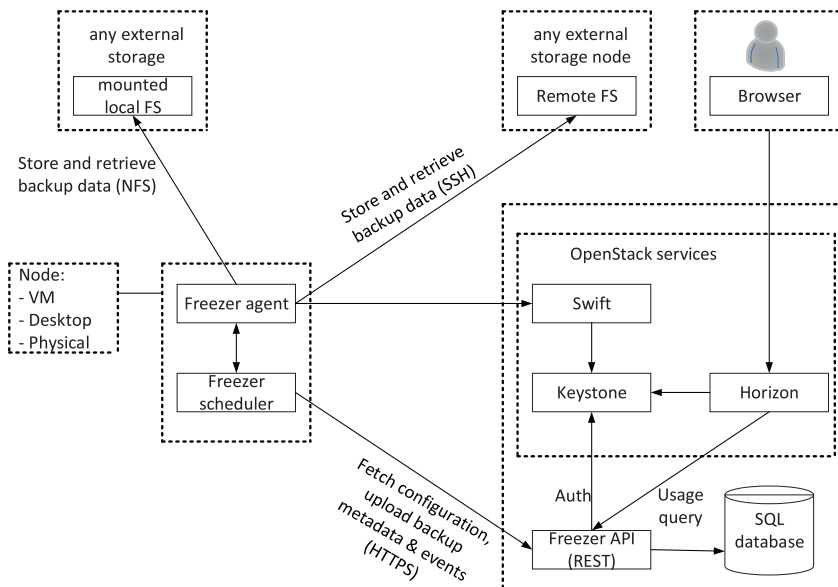 any external
storage
mounted
local FS
any external
storage node
Remote FS
Browser
Store and retrieve
backup data (NFS)
Store and retrieve
backup data (SSH)
OpenStack services
Node:
- VM
- Desktop
- Physical
Freezer agent
Swift
Freezer
scheduler
Keystone
Horizon
Fetch configuration,
upload backup
metadata & events
(HTTPS)
Auth
Usage
query
Freezer API
(REST)
SQL
database